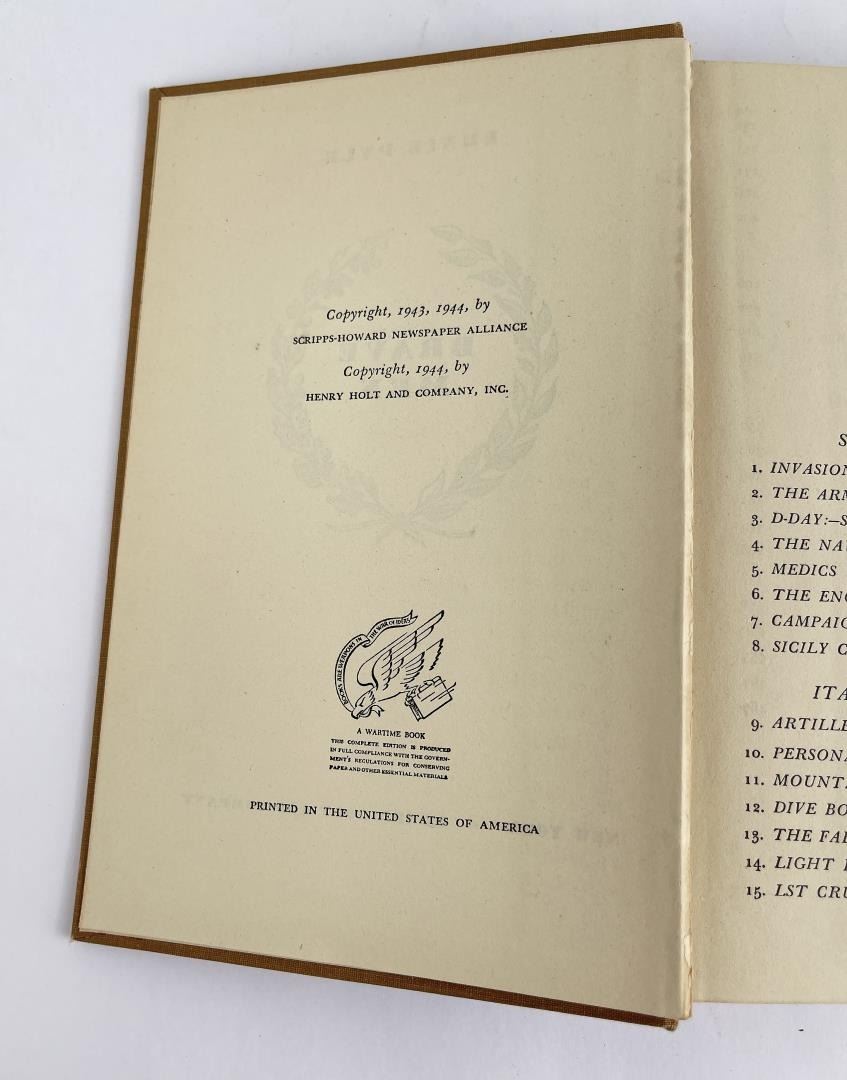 Copyright, 1943, 1944, by
SCRIPPS-HOWARD NEWSPAPER ALLIANCE
Copyright, 1944, by
HENRY HOLT AND COMPANY, INC.
BOOKS ARE WEAPONS IN THE WAR OF IDEAS
A WARTIME BOOK
THIS COMPLETE EDITION IS PRODUCED
IN FULL COMPLIANCE WITH THE GOVERN-
MENT'S REGULATIONS FOR CONSERVING
PAPER AND OTHER ESSENTIAL MATERIALS
PRINTED IN THE UNITED STATES OF AMERICA
S
1. INVASION
2. THE ARM
3. D-DAY:—S
4. THE NA
5. MEDICS
6. THE ENG
7. CAMPAIG
8. SICILY C
ITA
9. ARTILLE
10. PERSONA
11. MOUNT
12. DIVE BO
13. THE FA
14. LIGHT
15. LST CRU